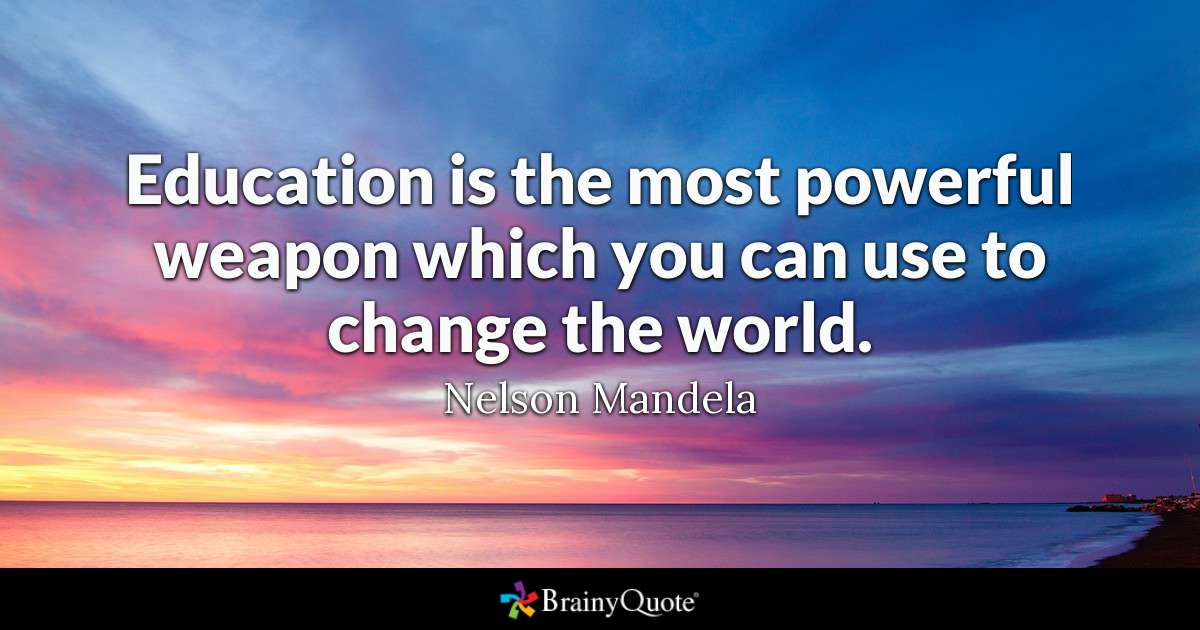 Education is the most powerful
weapon which you can use to
change the world.
Nelson Mandela
BrainyQuote®